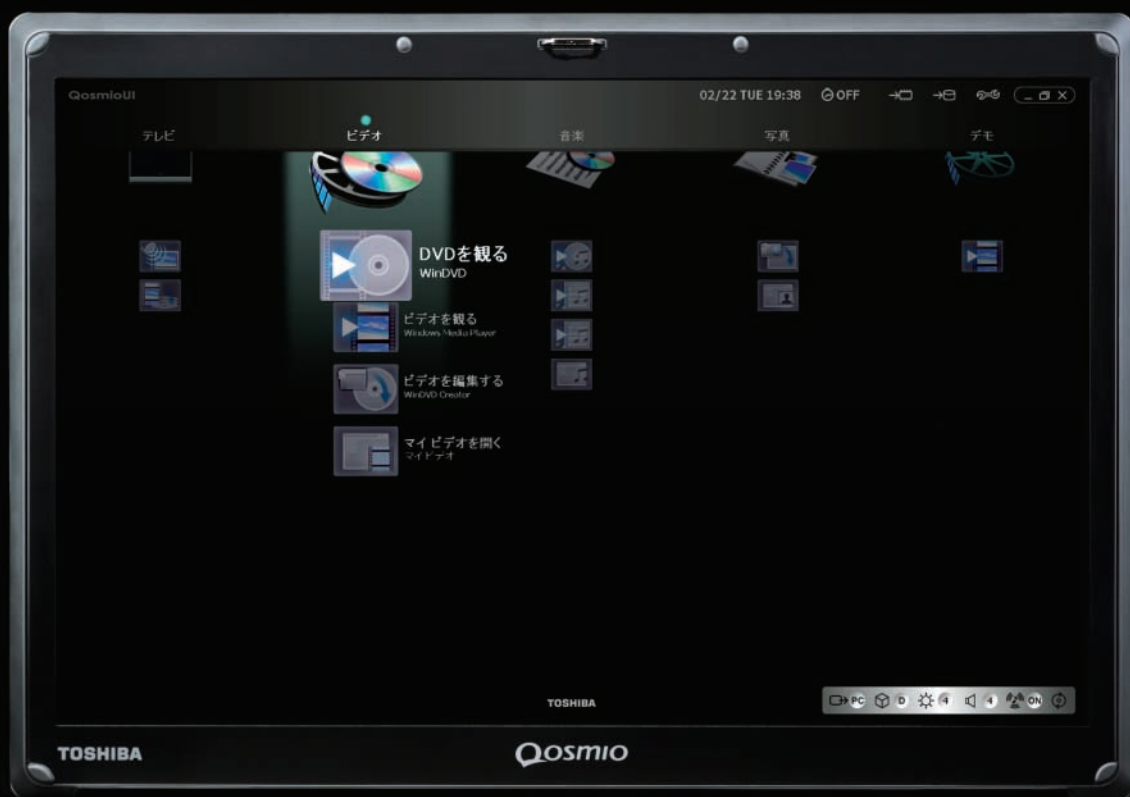 QosmioUI
02/22 TUE 19:38 OFF
テレビ ビデオ 音楽 写真 デモ
DVDを観る
WinDVD
ビデオを観る
Windows Media Player
ビデオを編集する
WinDVD Creator
マイビデオを開く
マイビデオ
TOSHIBA
PC D 4 4 ON
TOSHIBA
Qosmio